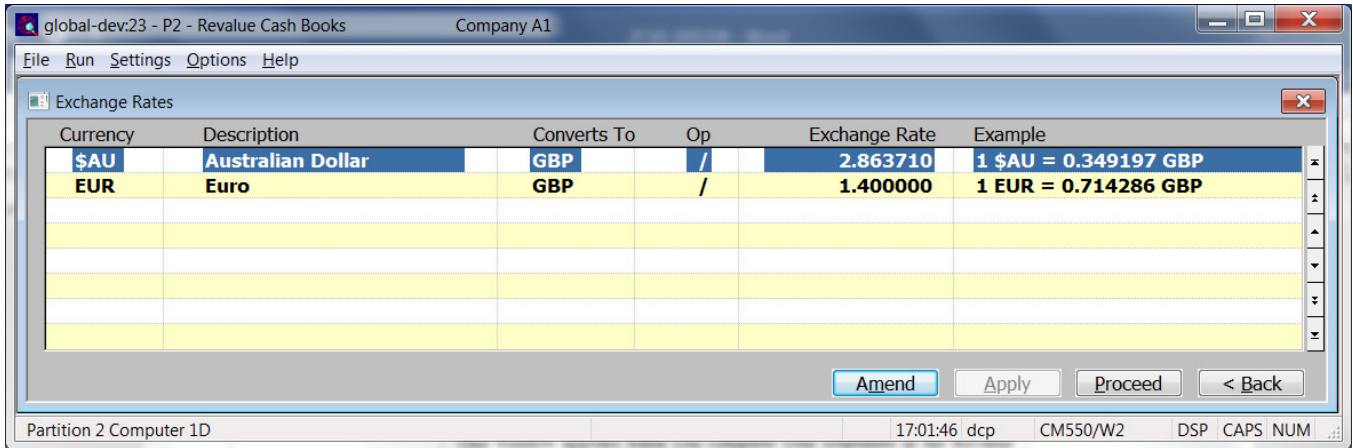 global-dev:23 - P2 - Revalue Cash Books Company A1
File Run Settings Options Help
Exchange Rates
Currency Description Converts To Op Exchange Rate Example
$AU Australian Dollar GBP / 2.863710 1 $AU = 0.349197 GBP
EUR Euro GBP / 1.400000 1 EUR = 0.714286 GBP
Amend Apply Proceed < Back
Partition 2 Computer 1D 17:01:46 dcp CM550/W2 DSP CAPS NUM